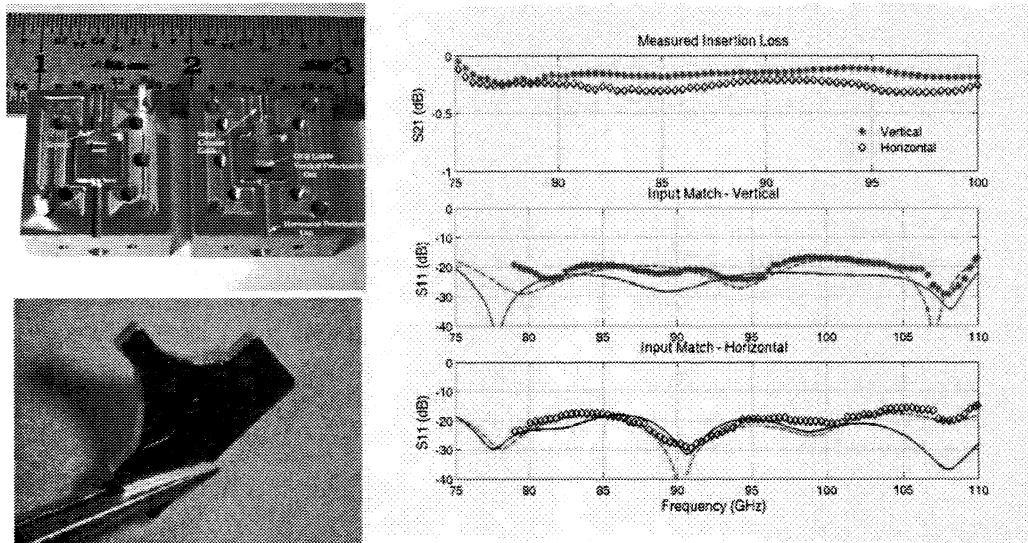 1 2 3
Measured Insertion Loss
0
-0.5
-1
S21 (dB)
Vertical
Horizontal
75 80 85 90 95 100
Input Match - Vertical
0
-10
-20
-30
-40
S11 (dB)
75 80 85 90 95 100 105 110
Input Match - Horizontal
0
-10
-20
-30
-40
S11 (dB)
75 80 85 90 95 100 105 110
Frequency (GHz)